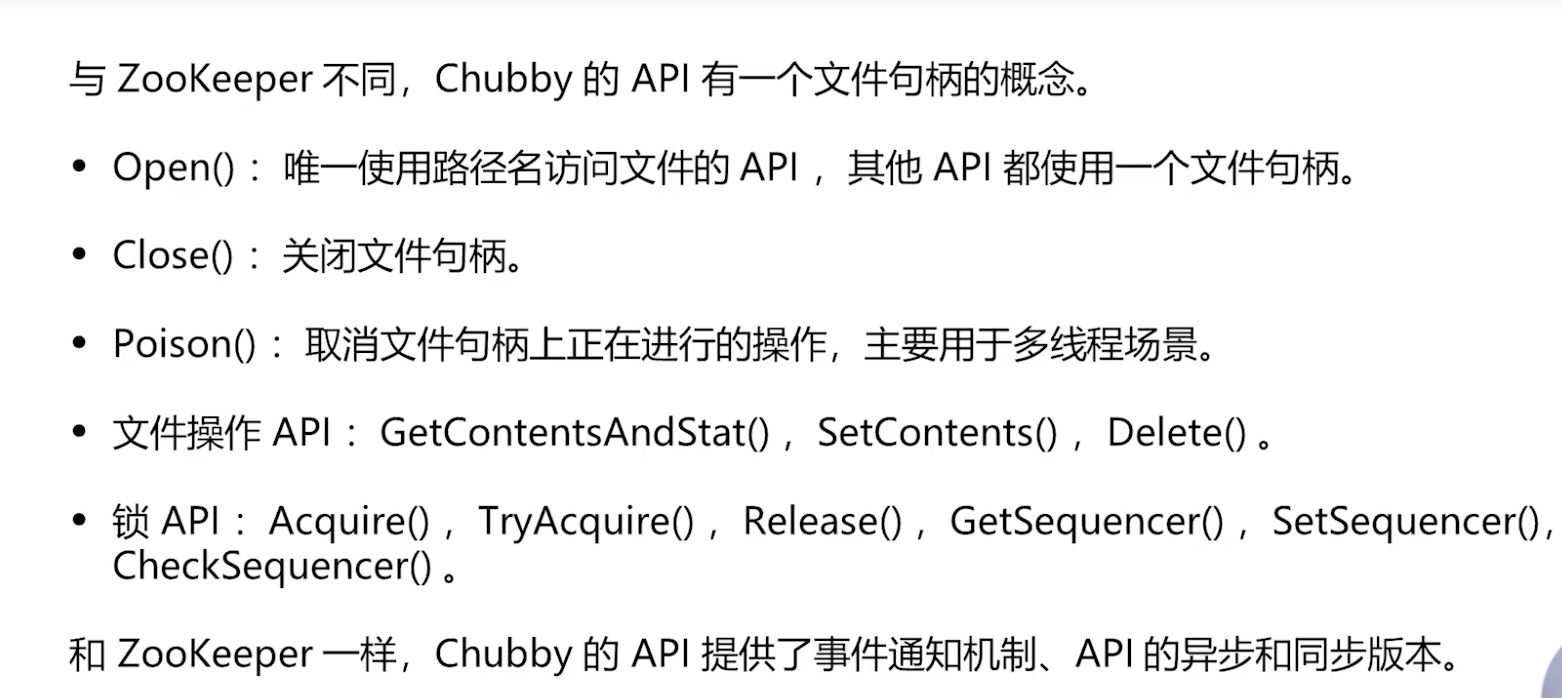 与 ZooKeeper 不同，Chubby 的 API 有一个文件句柄的概念。
• Open() ：唯一使用路径名访问文件的 API ，其他 API 都使用一个文件句柄。
• Close() ：关闭文件句柄。
• Poison() ：取消文件句柄上正在进行的操作，主要用于多线程场景。
• 文件操作 API ：GetContentsAndStat() ，SetContents() ，Delete() 。
• 锁 API ：Acquire() ，TryAcquire() ，Release() ，GetSequencer() ，SetSequencer()，
CheckSequencer() 。
和 ZooKeeper 一样，Chubby 的 API 提供了事件通知机制、API 的异步和同步版本。